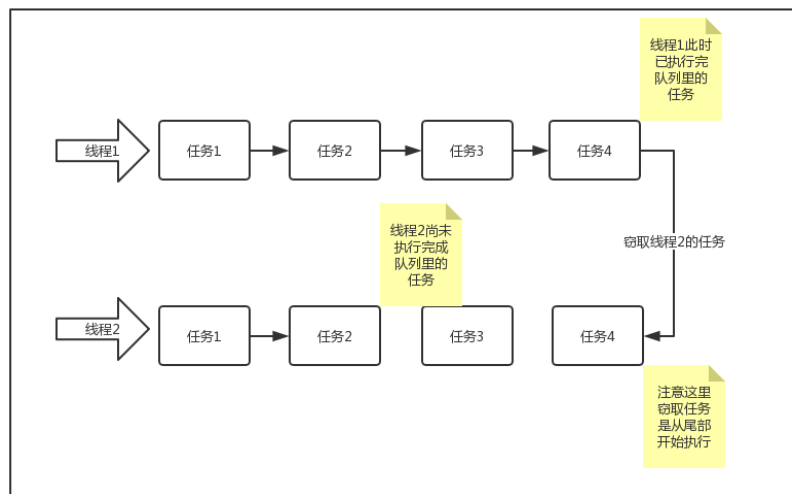 线程1此时
已执行完
队列里的
任务
线程1
任务1
任务2
任务3
任务4
窃取线程2的任务
线程2尚未
执行完成
队列里的
任务
线程2
任务1
任务2
任务3
任务4
注意这里
窃取任务
是从尾部
开始执行